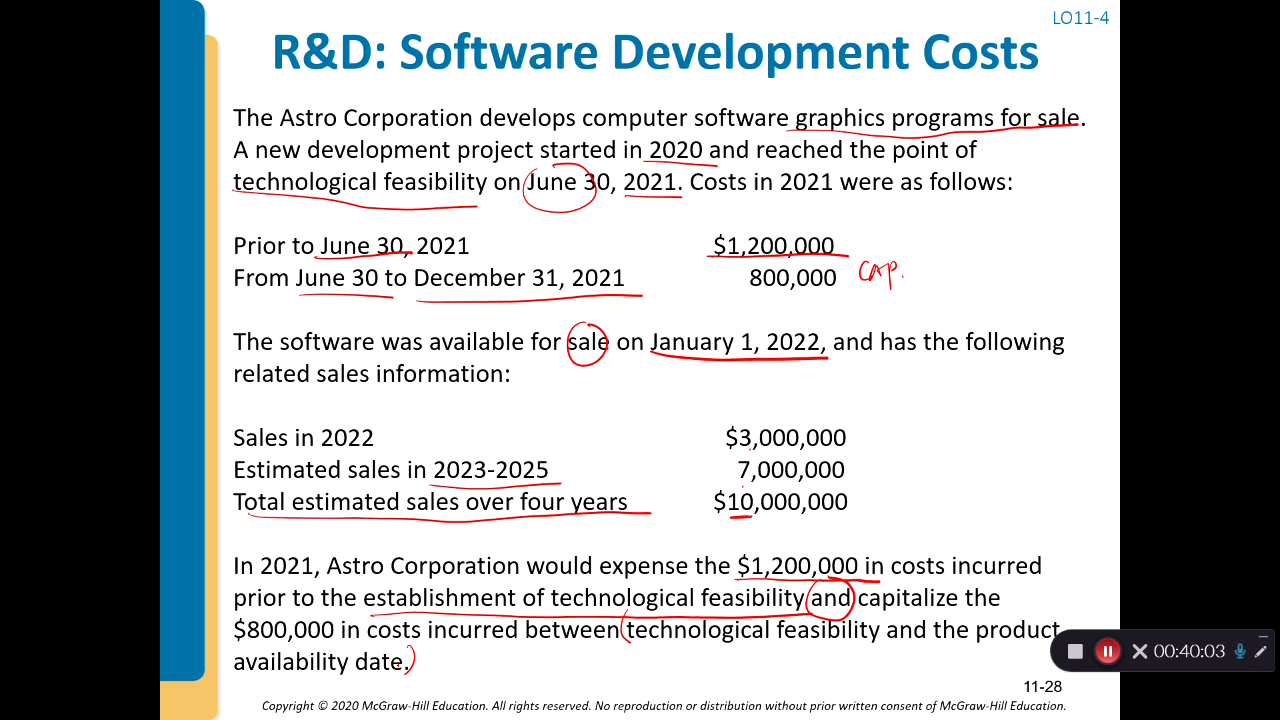 LO11-4
R&D: Software Development Costs
The Astro Corporation develops computer software graphics programs for sale.
A new development project started in 2020 and reached the point of
technological feasibility on June 30, 2021. Costs in 2021 were as follows:
Prior to June 30, 2021 $1,200,000
From June 30 to December 31, 2021 800,000 CAP.
The software was available for sale on January 1, 2022, and has the following
related sales information:
Sales in 2022 $3,000,000
Estimated sales in 2023-2025 7,000,000
Total estimated sales over four years $10,000,000
In 2021, Astro Corporation would expense the $1,200,000 in costs incurred
prior to the establishment of technological feasibility and capitalize the
$800,000 in costs incurred between technological feasibility and the product
availability date.
00:40:03
11-28
Copyright © 2020 McGraw-Hill Education. All rights reserved. No reproduction or distribution without prior written consent of McGraw-Hill Education.